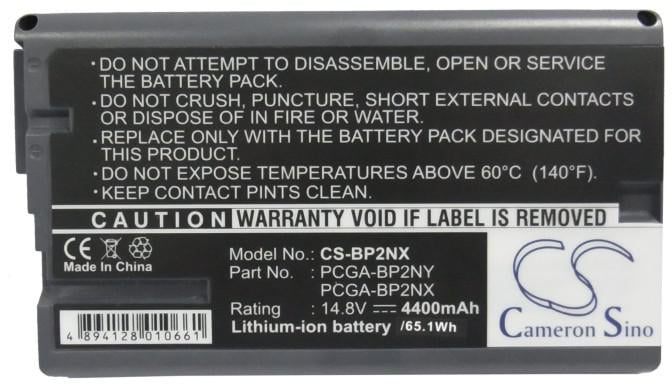 · DO NOT ATTEMPT TO DISASSEMBLE, OPEN OR SERVICE
THE BATTERY PACK.
· DO NOT CRUSH, PUNCTURE, SHORT EXTERNAL CONTACTS
OR DISPOSE OF IN FIRE OR WATER.
· REPLACE ONLY WITH THE BATTERY PACK DESIGNATED FOR
THIS PRODUCT.
· DO NOT EXPOSE TEMPERATURES ABOVE 60°C (140°F).
· KEEP CONTACT PINTS CLEAN.
CAUTION WARRANTY VOID IF LABEL IS REMOVED
CE
Made In China
Model No.: CS-BP2NX
Part No. : PCGA-BP2NY
PCGA-BP2NX
Rating : 14.8V 4400mAh
Lithium-ion battery /65.1Wh
4 894128 010661
CS
Cameron Sino